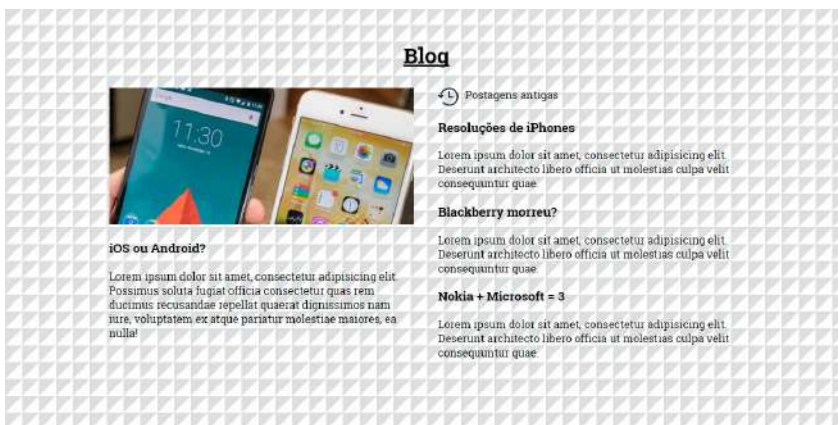 Blog
11:30
iOS ou Android?
Lorem ipsum dolor sit amet, consectetur adipisicing elit.
Possimus soluta fugiat officia consectetur quas rem
ducimus recusandae repellat quaerat dignissimos nam
iure, voluptatem ex atque pariatur molestiae maiores, ea
nulla!
Postagens antigas
Resoluções de iPhones
Lorem ipsum dolor sit amet, consectetur adipisicing elit.
Deserunt architecto libero officia ut molestias culpa velit
consequuntur quae.
Blackberry morreu?
Lorem ipsum dolor sit amet, consectetur adipisicing elit.
Deserunt architecto libero officia ut molestias culpa velit
consequuntur quae.
Nokia + Microsoft = 3
Lorem ipsum dolor sit amet, consectetur adipisicing elit.
Deserunt architecto libero officia ut molestias culpa velit
consequuntur quae.